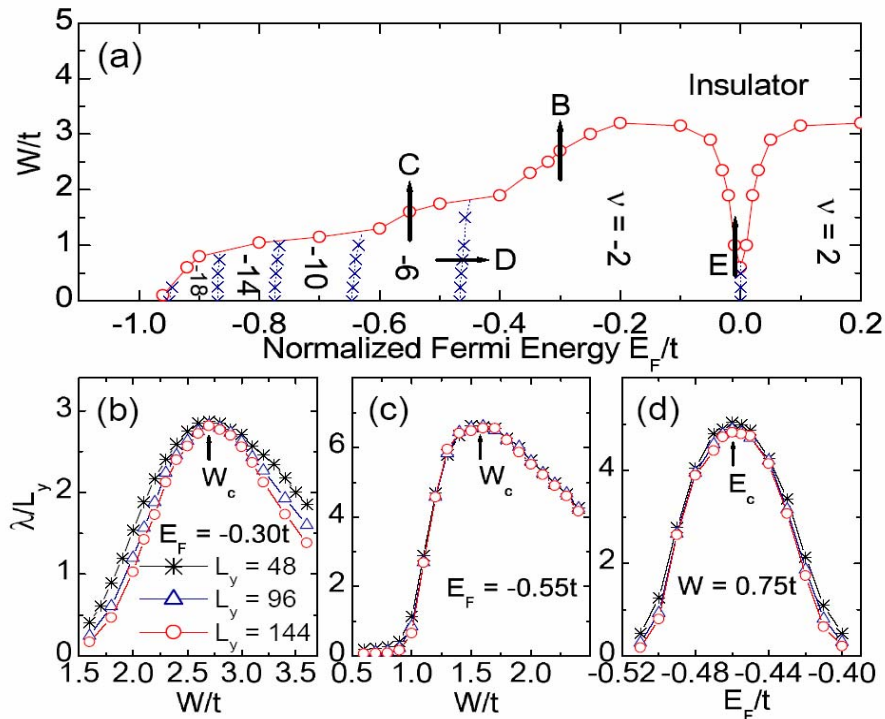 (a)
5
4
3
2
1
0
W/t
Insulator
B
C
D
E
-18
-14
-10
-6
ν = -2
ν = 2
-1.0 -0.8 -0.6 -0.4 -0.2 0.0 0.2
Normalized Fermi Energy E_F/t
(b)
3
2
1
0
λ/L_y
W_c
E_F = -0.30t
L_y = 48
L_y = 96
L_y = 144
1.5 2.0 2.5 3.0 3.5
W/t
(c)
6
4
2
0
W_c
E_F = -0.55t
0.5 1.0 1.5 2.0
W/t
(d)
4
2
0
E_c
W = 0.75t
-0.52 -0.48 -0.44 -0.40
E_F/t